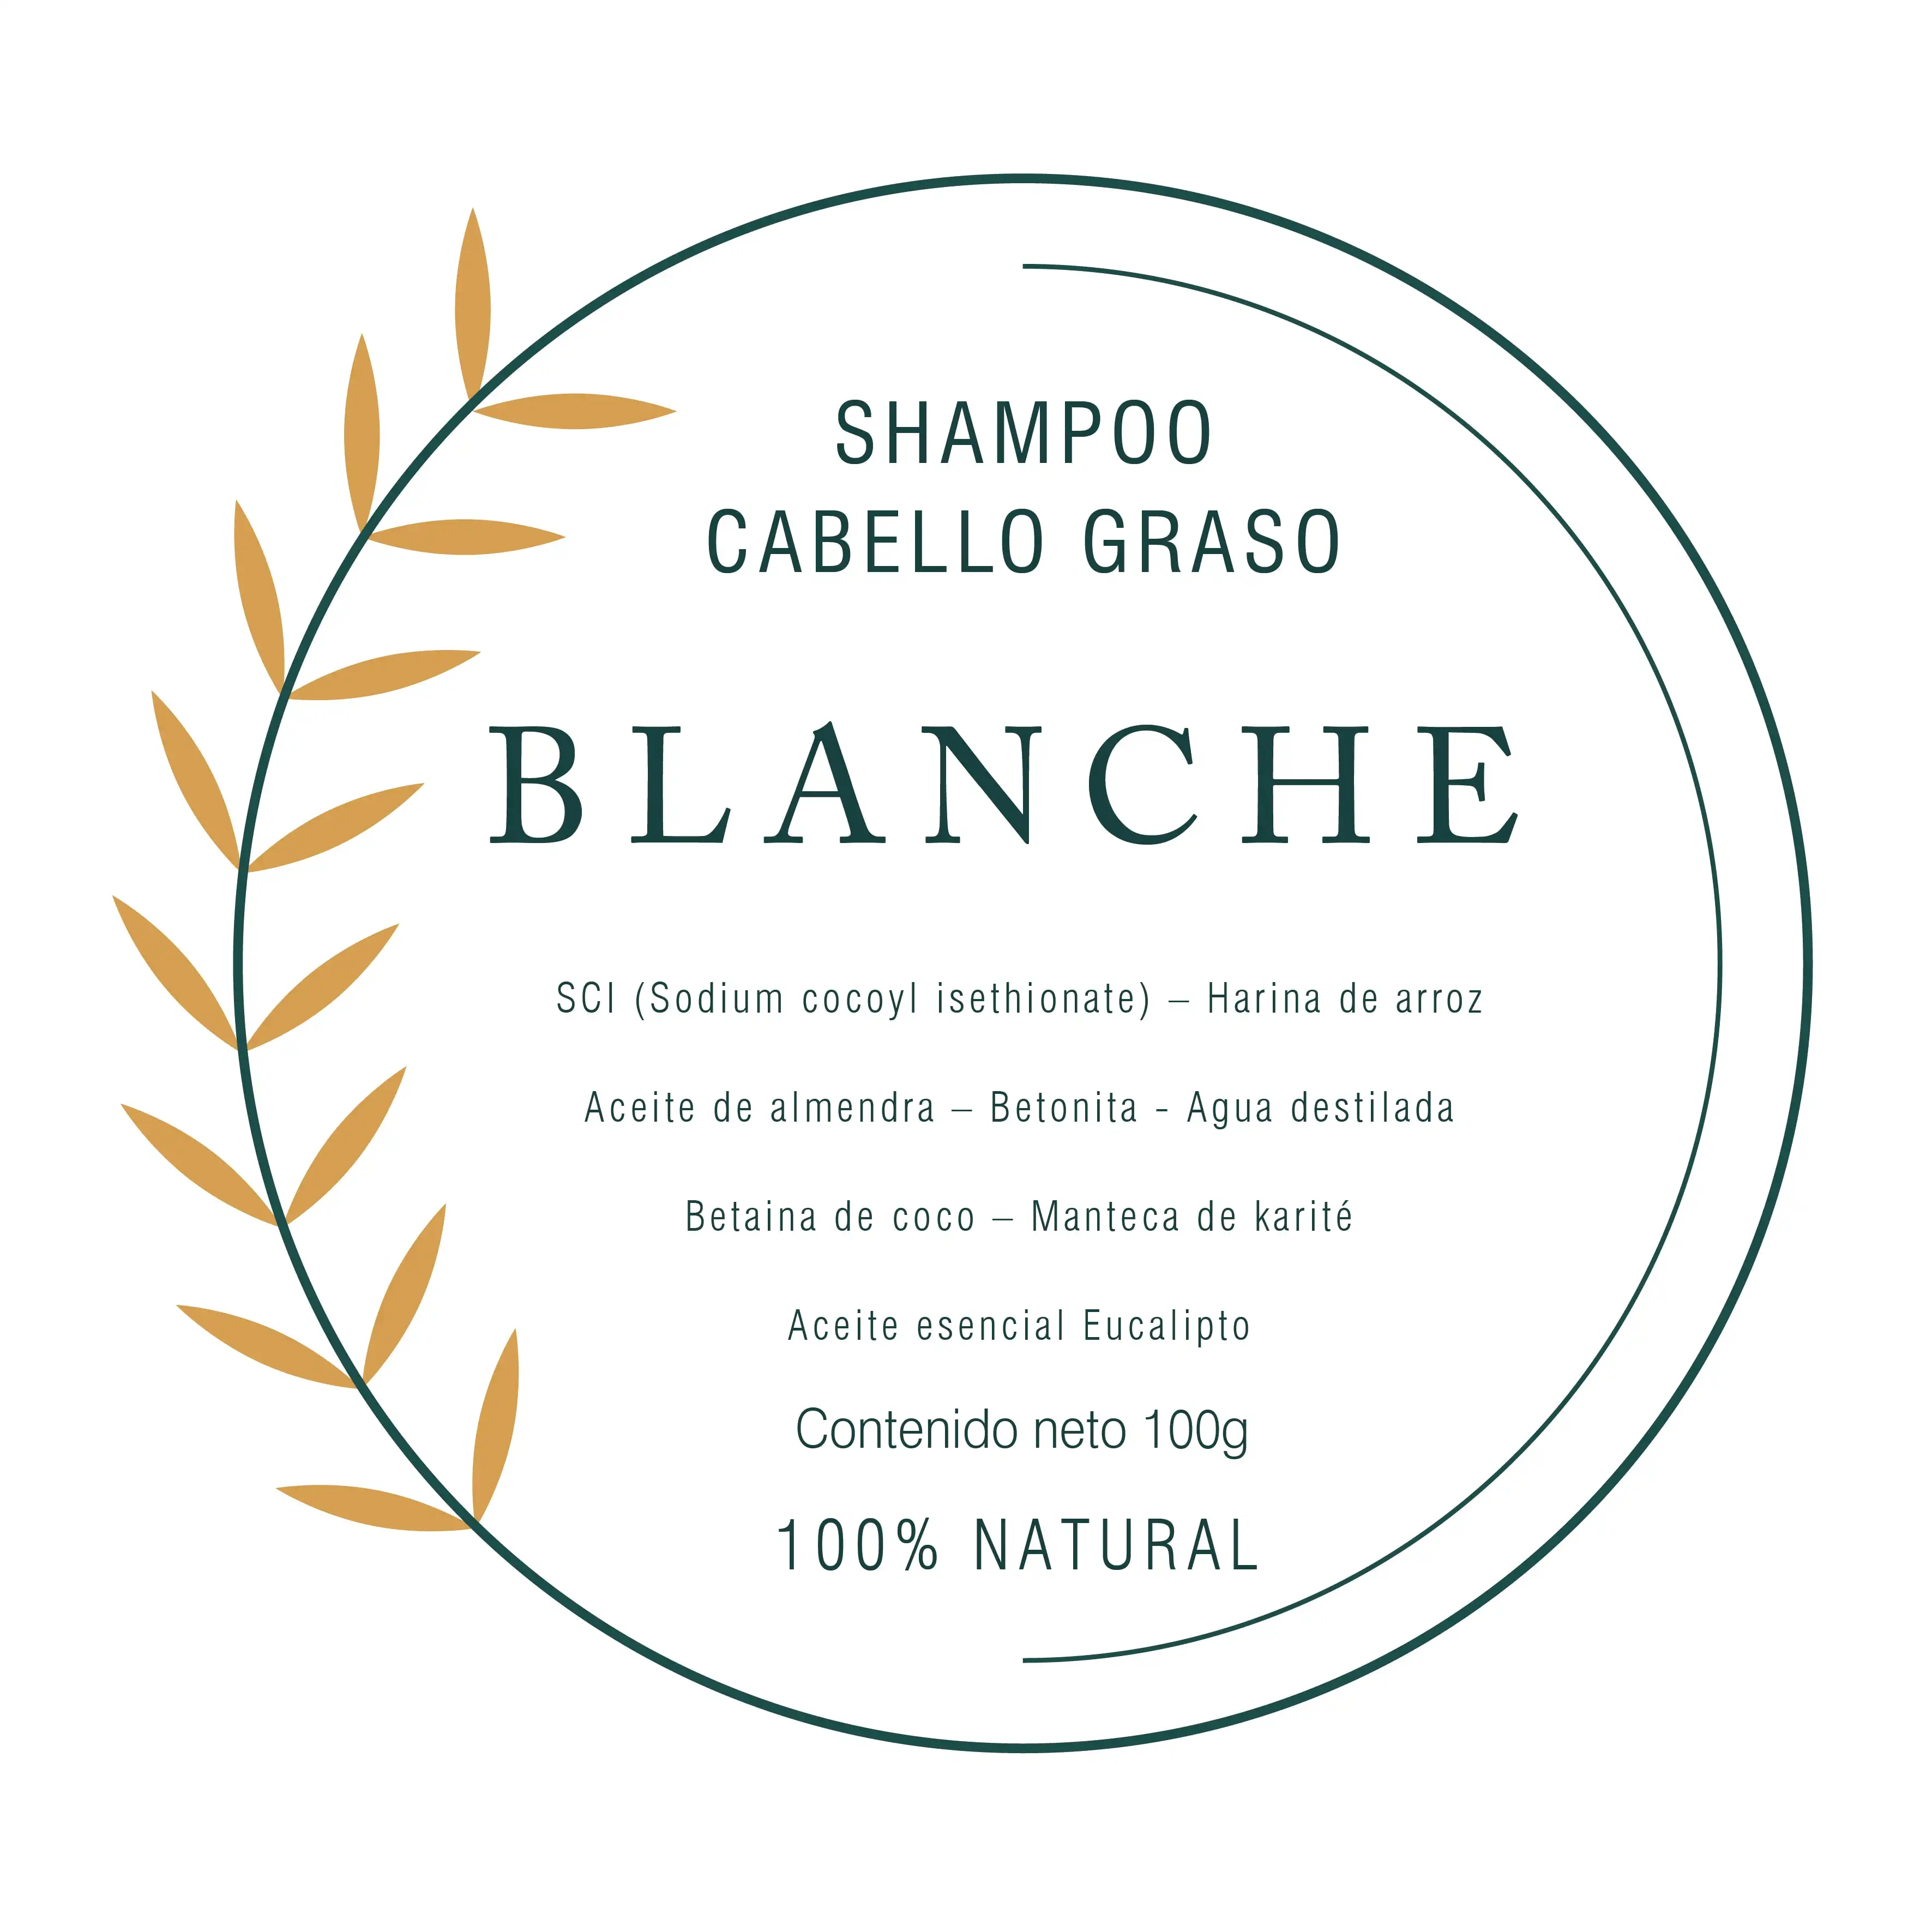 SHAMPOO
CABELLO GRASO
BLANCHE
SCI (Sodium cocoyl isethionate) – Harina de arroz
Aceite de almendra – Betonita - Agua destilada
Betaina de coco – Manteca de karité
Aceite esencial Eucalipto
Contenido neto 100g
100% NATURAL